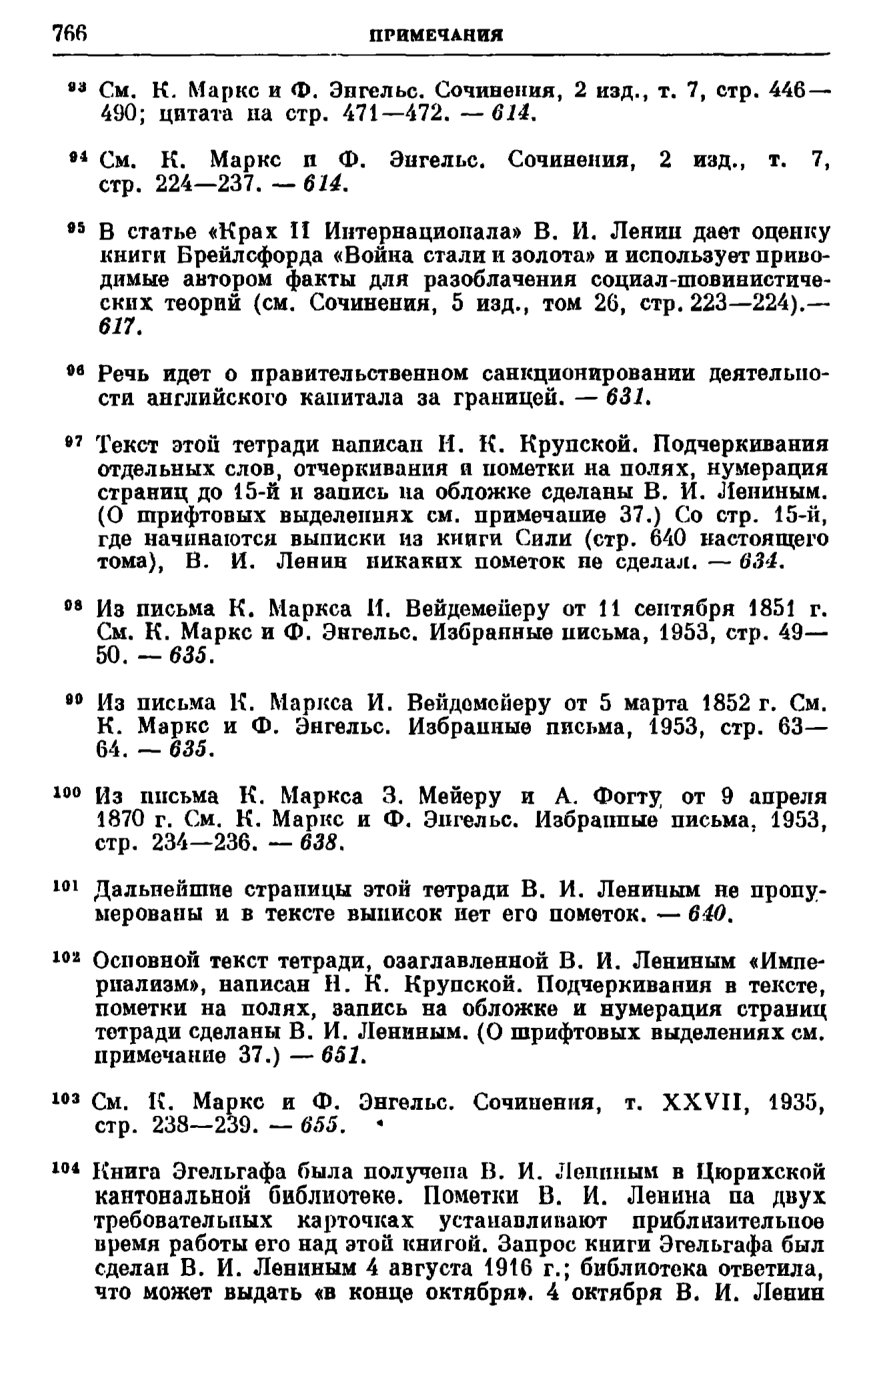 766 ПРИМЕЧАНИЯ
93 См. К. Маркс и Ф. Энгельс. Сочинения, 2 изд., т. 7, стр. 446—
490; цитата на стр. 471—472. — 614.
94 См. К. Маркс и Ф. Энгельс. Сочинения, 2 изд., т. 7,
стр. 224—237. — 614.
95 В статье «Крах II Интернационала» В. И. Ленин дает оценку
книги Брейлсфорда «Война стали и золота» и использует приво-
димые автором факты для разоблачения социал-шовинистиче-
ских теорий (см. Сочинения, 5 изд., том 26, стр. 223—224).—
617.
96 Речь идет о правительственном санкционировании деятельно-
сти английского капитала за границей. — 631.
97 Текст этой тетради написан Н. К. Крупской. Подчеркивания
отдельных слов, отчеркивания и пометки на полях, нумерация
страниц до 15-й и запись на обложке сделаны В. И. Лениным.
(О шрифтовых выделениях см. примечание 37.) Со стр. 15-й,
где начинаются выписки из книги Сили (стр. 640 настоящего
тома), В. И. Ленин никаких пометок не сделал. — 634.
98 Из письма К. Маркса И. Вейдемейеру от 11 сентября 1851 г.
См. К. Маркс и Ф. Энгельс. Избранные письма, 1953, стр. 49—
50. — 635.
99 Из письма К. Маркса И. Вейдемейеру от 5 марта 1852 г. См.
К. Маркс и Ф. Энгельс. Избранные письма, 1953, стр. 63—
64. — 635.
100 Из письма К. Маркса З. Мейеру и А. Фогту от 9 апреля
1870 г. См. К. Маркс и Ф. Энгельс. Избранные письма, 1953,
стр. 234—236. — 638.
101 Дальнейшие страницы этой тетради В. И. Лениным не прону-
мерованы и в тексте выписок нет его пометок. — 640.
102 Основной текст тетради, озаглавленной В. И. Лениным «Импе-
риализм», написан Н. К. Крупской. Подчеркивания в тексте,
пометки на полях, запись на обложке и нумерация страниц
тетради сделаны В. И. Лениным. (О шрифтовых выделениях см.
примечание 37.) — 651.
103 См. К. Маркс и Ф. Энгельс. Сочинения, т. XXVII, 1935,
стр. 238—239. — 655.
104 Книга Эгельгафа была получена В. И. Лениным в Цюрихской
кантональной библиотеке. Пометки В. И. Ленина на двух
требовательных карточках устанавливают приблизительное
время работы его над этой книгой. Запрос книги Эгельгафа был
сделан В. И. Лениным 4 августа 1916 г.; библиотека ответила,
что может выдать «в конце октября». 4 октября В. И. Ленин